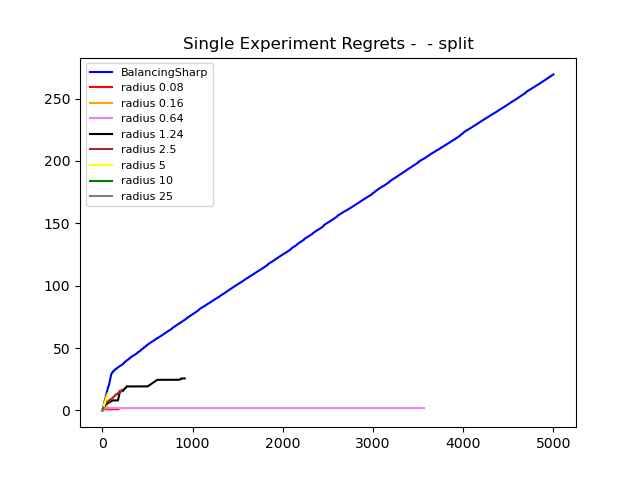 Single Experiment Regrets -  - split
BalancingSharp
radius 0.08
radius 0.16
radius 0.64
radius 1.24
radius 2.5
radius 5
radius 10
radius 25
250
200
150
100
50
0
0 1000 2000 3000 4000 5000